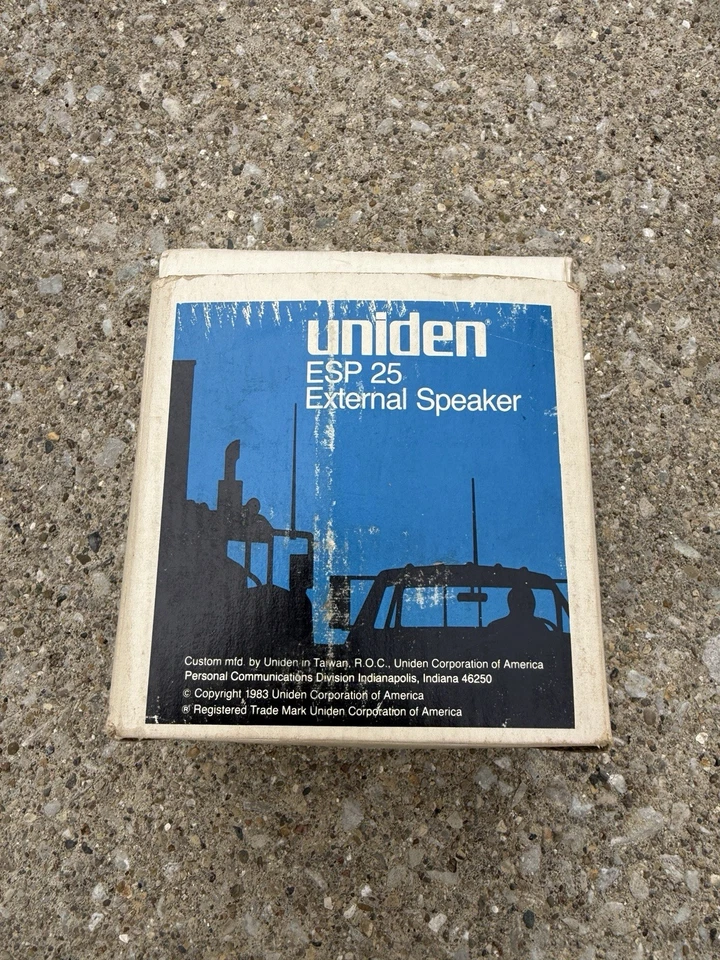 uniden®
ESP 25
External Speaker
Custom mfd. by Uniden in Taiwan, R.O.C., Uniden Corporation of America
Personal Communications Division Indianapolis, Indiana 46250
© Copyright 1983 Uniden Corporation of America
® Registered Trade Mark Uniden Corporation of America